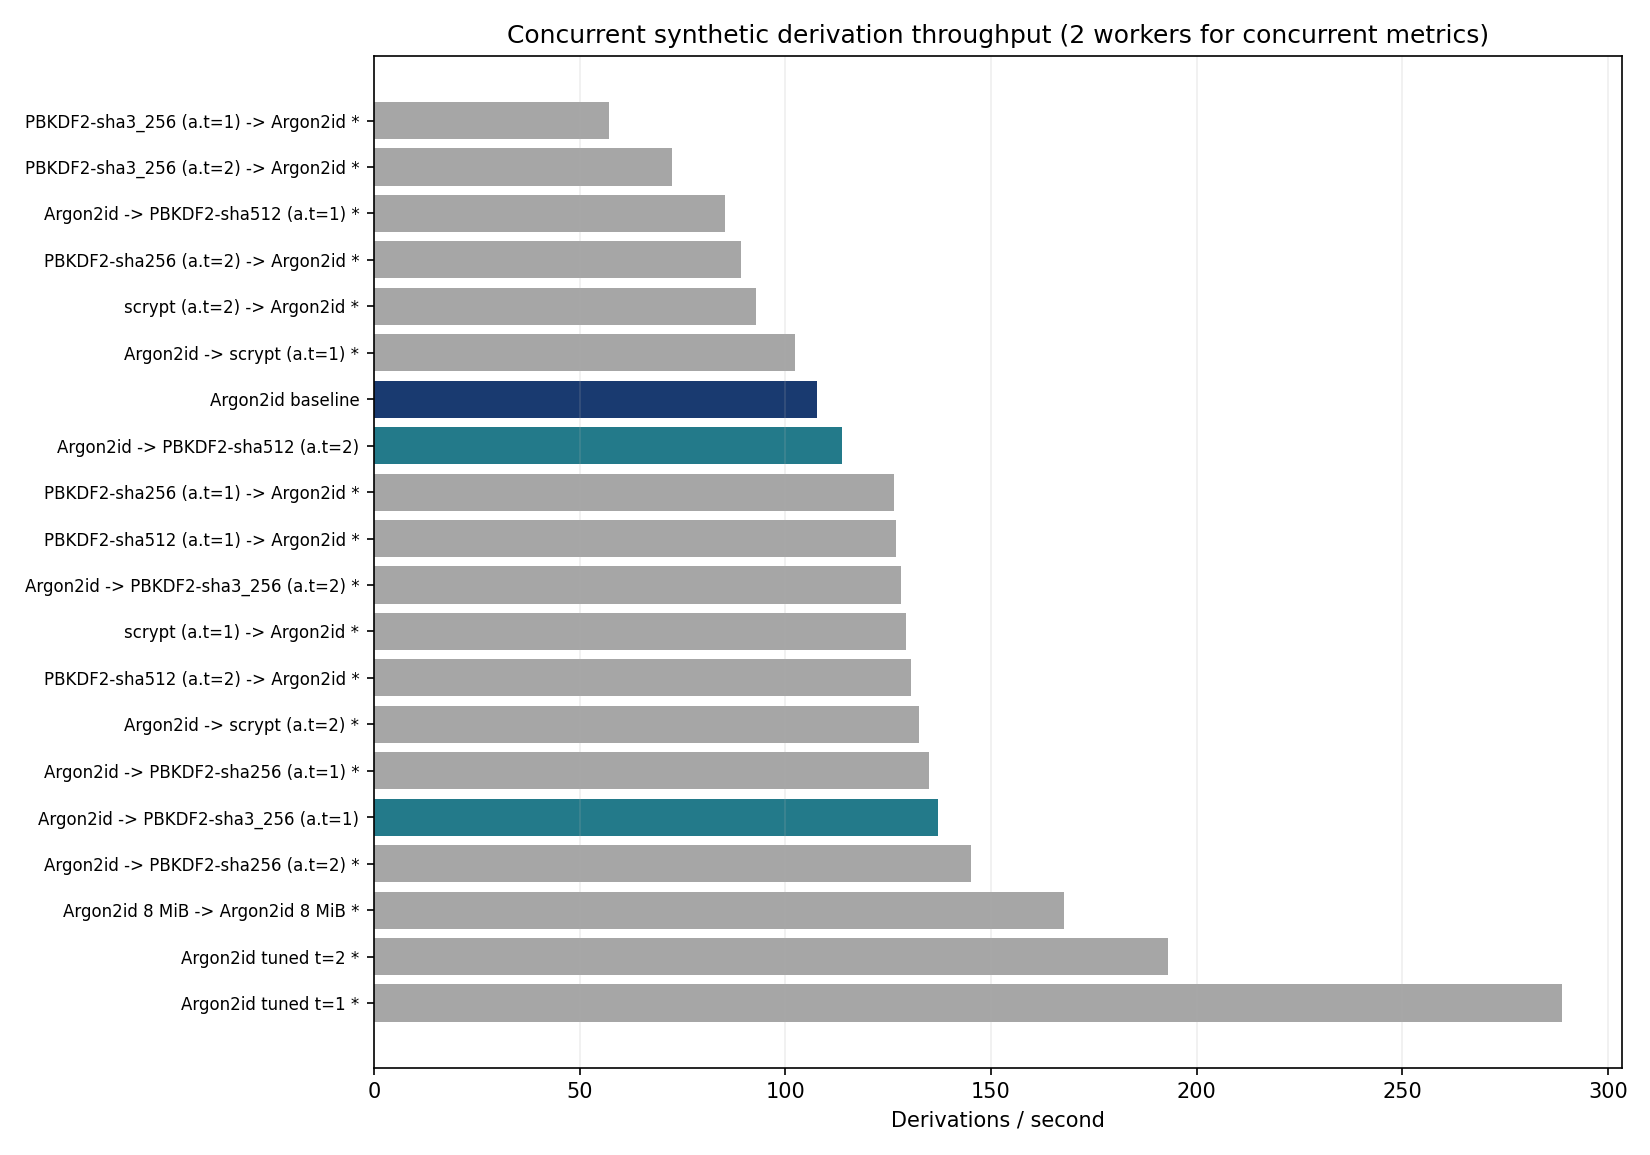 Concurrent synthetic derivation throughput (2 workers for concurrent metrics)
PBKDF2-sha3_256 (a.t=1) -> Argon2id *
PBKDF2-sha3_256 (a.t=2) -> Argon2id *
Argon2id -> PBKDF2-sha512 (a.t=1) *
PBKDF2-sha256 (a.t=2) -> Argon2id *
scrypt (a.t=2) -> Argon2id *
Argon2id -> scrypt (a.t=1) *
Argon2id baseline
Argon2id -> PBKDF2-sha512 (a.t=2)
PBKDF2-sha256 (a.t=1) -> Argon2id *
PBKDF2-sha512 (a.t=1) -> Argon2id *
Argon2id -> PBKDF2-sha3_256 (a.t=2) *
scrypt (a.t=1) -> Argon2id *
PBKDF2-sha512 (a.t=2) -> Argon2id *
Argon2id -> scrypt (a.t=2) *
Argon2id -> PBKDF2-sha256 (a.t=1) *
Argon2id -> PBKDF2-sha3_256 (a.t=1)
Argon2id -> PBKDF2-sha256 (a.t=2) *
Argon2id 8 MiB -> Argon2id 8 MiB *
Argon2id tuned t=2 *
Argon2id tuned t=1 *
0 50 100 150 200 250 300
Derivations / second